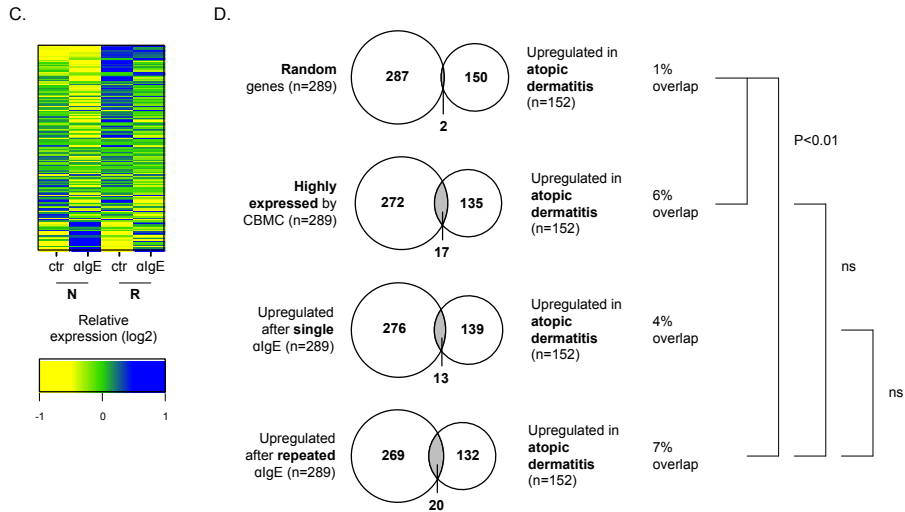 C.
ctr
αIgE
ctr
αIgE
N
R
Relative
expression (log2)
-1
0
1
D.
Random
genes (n=289)
287
150
2
Upregulated in
atopic
dermatitis
(n=152)
1%
overlap
Highly
expressed by
CBMC (n=289)
272
135
17
Upregulated in
atopic
dermatitis
(n=152)
6%
overlap
Upregulated
after single
αIgE (n=289)
276
139
13
Upregulated in
atopic
dermatitis
(n=152)
4%
overlap
Upregulated
after repeated
αIgE (n=289)
269
132
20
Upregulated in
atopic
dermatitis
(n=152)
7%
overlap
P<0.01
ns
ns